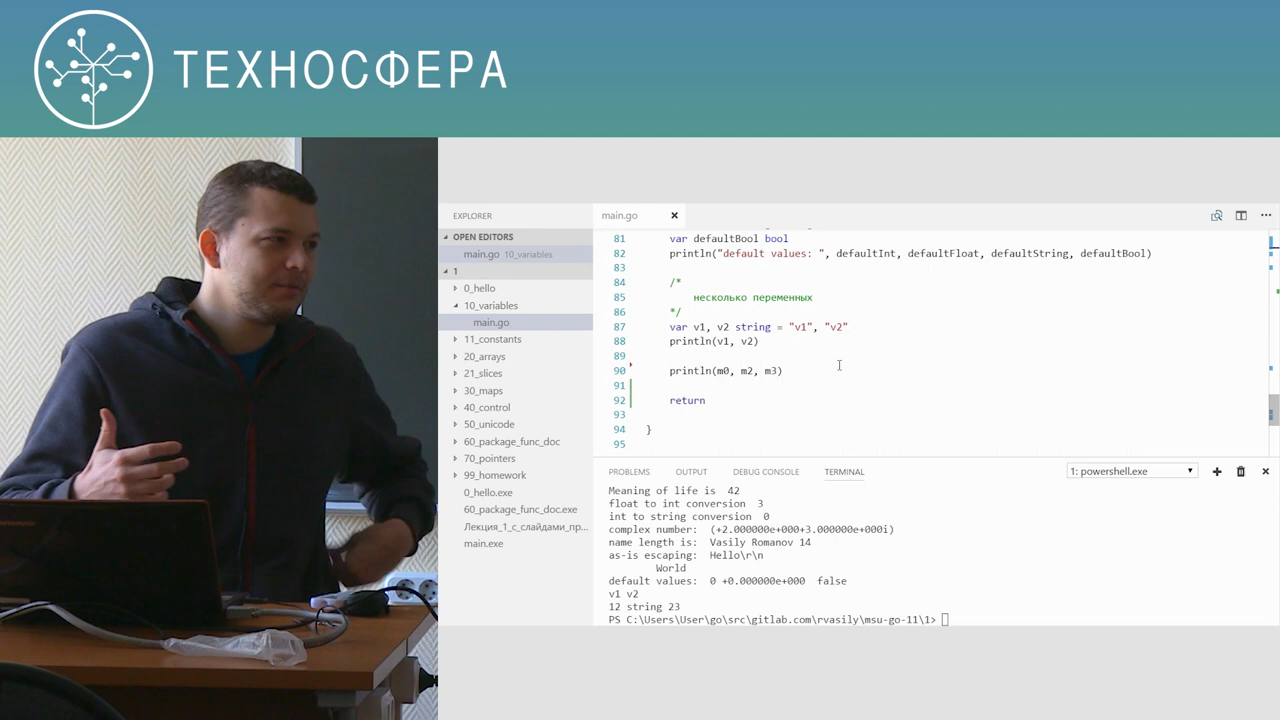 ТЕХНОСФЕРА
EXPLORER
OPEN EDITORS
main.go 10_variables
1
0_hello
10_variables
main.go
11_constants
20_arrays
21_slices
30_maps
40_control
50_unicode
60_package_func_doc
70_pointers
99_homework
0_hello.exe
60_package_func_doc.exe
Лекция_1_с_слайдами_пр...
main.exe
main.go
81 var defaultBool bool
82 println("default values: ", defaultInt, defaultFloat, defaultString, defaultBool)
83
84 /*
85 несколько переменных
86 */
87 var v1, v2 string = "v1", "v2"
88 println(v1, v2)
89
90 println(m0, m2, m3)
91
92 return
93
94 }
95
PROBLEMS OUTPUT DEBUG CONSOLE TERMINAL 1: powershell.exe
Meaning of life is 42
float to int conversion 3
int to string conversion 0
complex number: (+2.000000e+000+3.000000e+000i)
name length is: Vasily Romanov 14
as-is escaping: Hello\r\n
World
default values: 0 +0.000000e+000 false
v1 v2
12 string 23
PS C:\Users\User\go\src\gitlab.com\rvasily\msu-go-11\1>